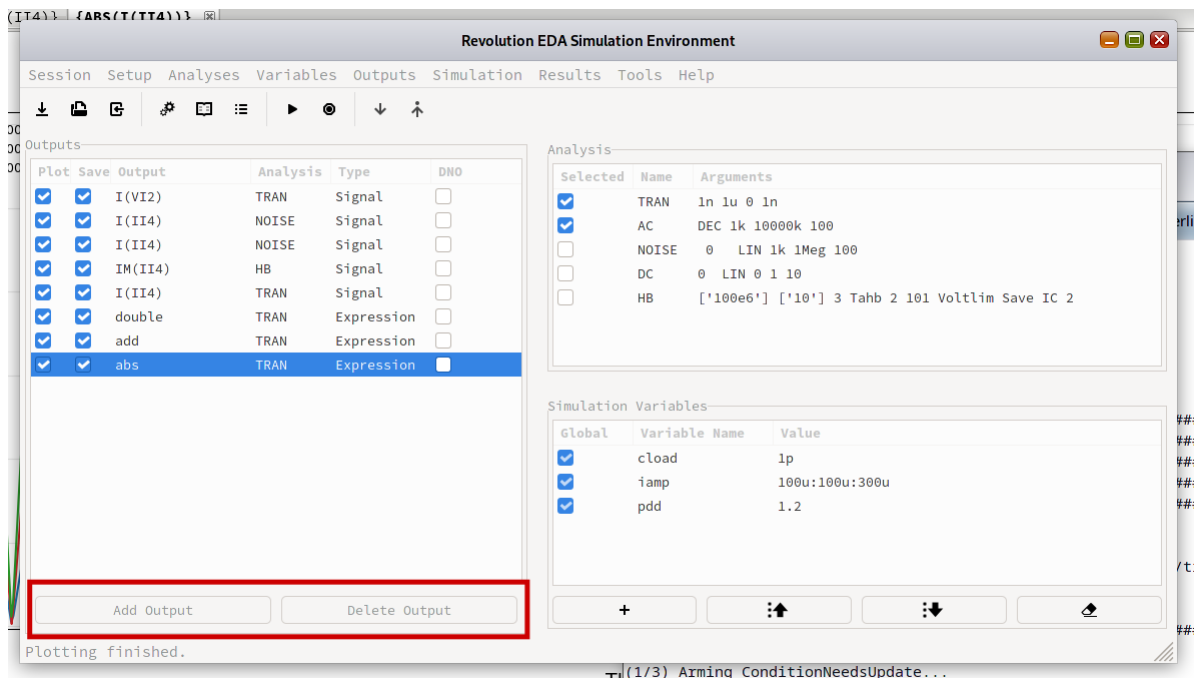 (II4)} {ABS(I(II4))}
Revolution EDA Simulation Environment
Session Setup Analyses Variables Outputs Simulation Results Tools Help
Outputs
Plot Save Output Analysis Type DNO
I(VI2) TRAN Signal
I(II4) NOISE Signal
I(II4) NOISE Signal
IM(II4) HB Signal
I(II4) TRAN Signal
double TRAN Expression
add TRAN Expression
abs TRAN Expression
Add Output Delete Output
Plotting finished.
Analysis
Selected Name Arguments
TRAN 1n 1u 0 1n
AC DEC 1k 10000k 100
NOISE 0 LIN 1k 1Meg 100
DC 0 LIN 0 1 10
HB ['100e6'] ['10'] 3 Tahb 2 101 Voltlim Save IC 2
Simulation Variables
Global Variable Name Value
cload 1p
iamp 100u:100u:300u
pdd 1.2
+
(1/3) Arming ConditionNeedsUpdate...